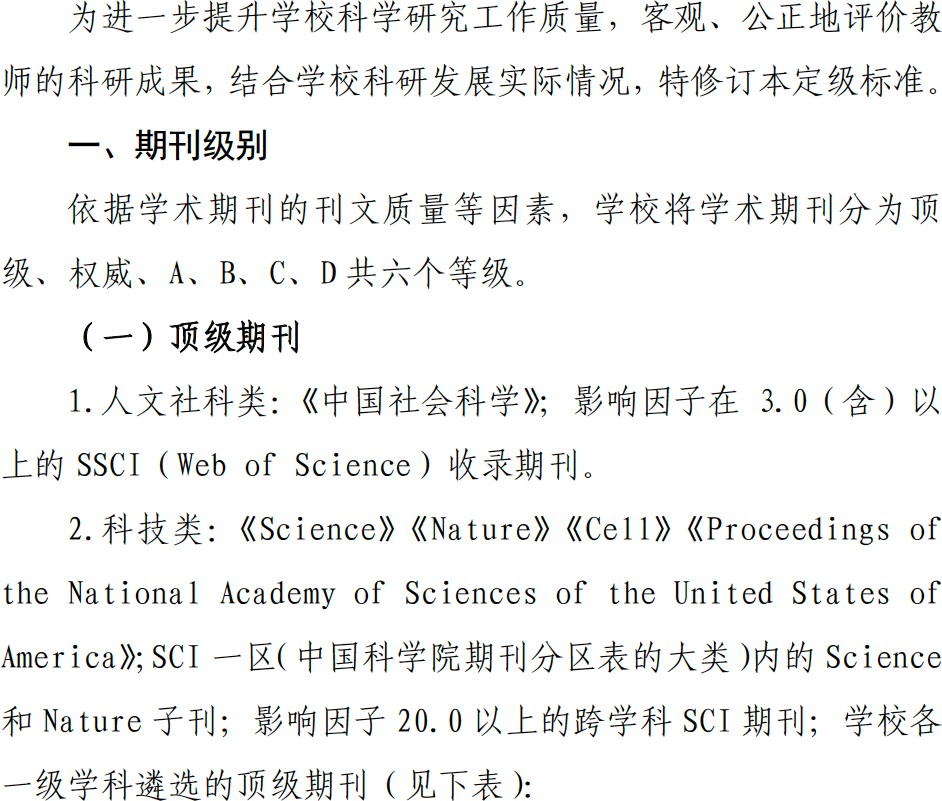 为进一步提升学校科学研究工作质量，客观、公正地评价教
师的科研成果，结合学校科研发展实际情况，特修订本定级标准。
一、期刊级别
依据学术期刊的刊文质量等因素，学校将学术期刊分为顶
级、权威、A、B、C、D共六个等级。
（一）顶级期刊
1.人文社科类：《中国社会科学》；影响因子在 3.0（含）以
上的 SSCI（Web of Science）收录期刊。
2.科技类：《Science》《Nature》《Cell》《Proceedings of
the National Academy of Sciences of the United States of
America》；SCI 一区（中国科学院期刊分区表的大类）内的 Science
和 Nature 子刊；影响因子 20.0 以上的跨学科 SCI 期刊；学校各
一级学科遴选的顶级期刊（见下表）：